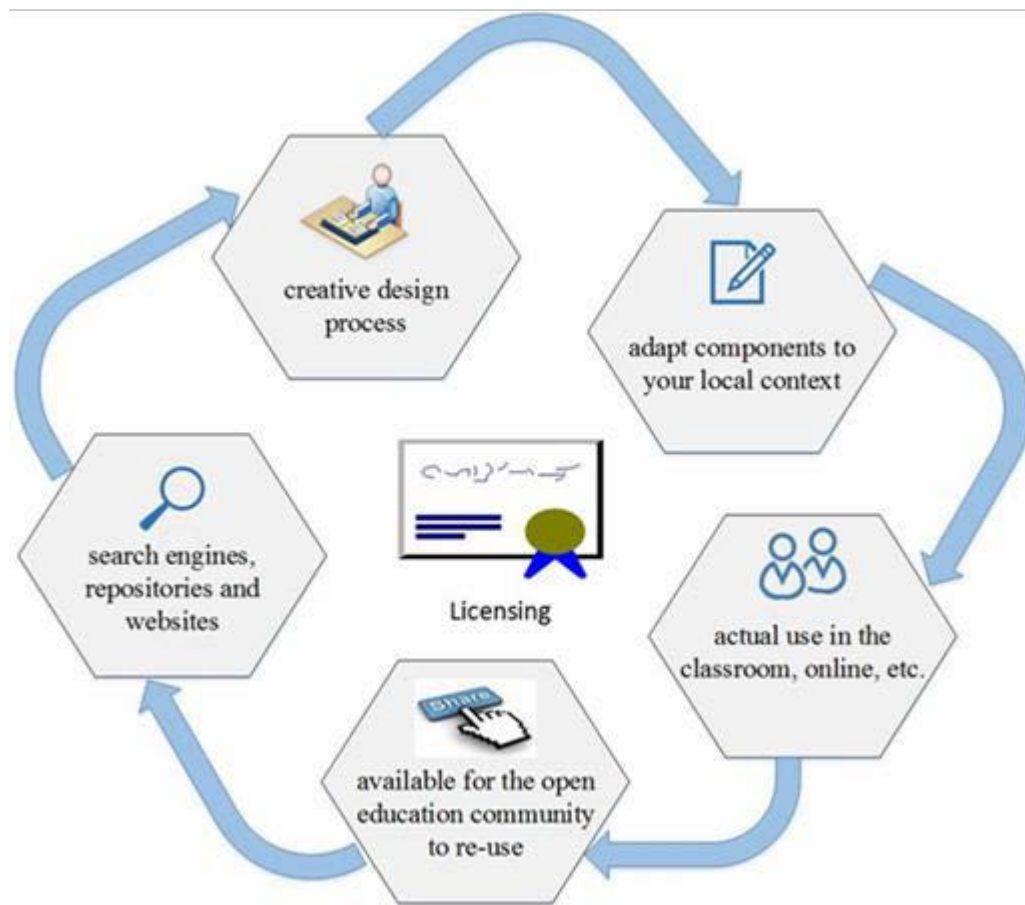 creative design
process
adapt components to
your local context
actual use in the
classroom, online, etc.
Share
available for the open
education community
to re-use
search engines,
repositories and
websites
Licensing